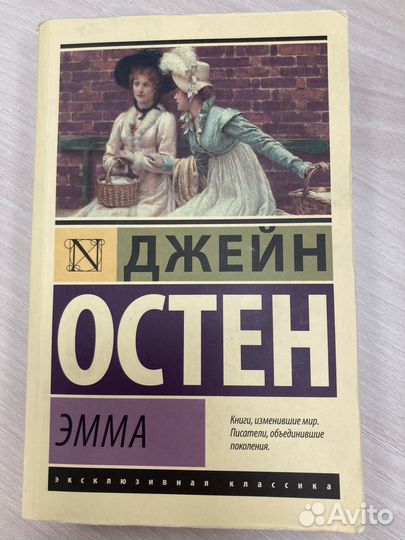 N
ДЖЕЙН
ОСТЕН
ЭММА
Книги, изменившие мир.
Писатели, объединившие
поколения.
эксклюзивная классика
Avito